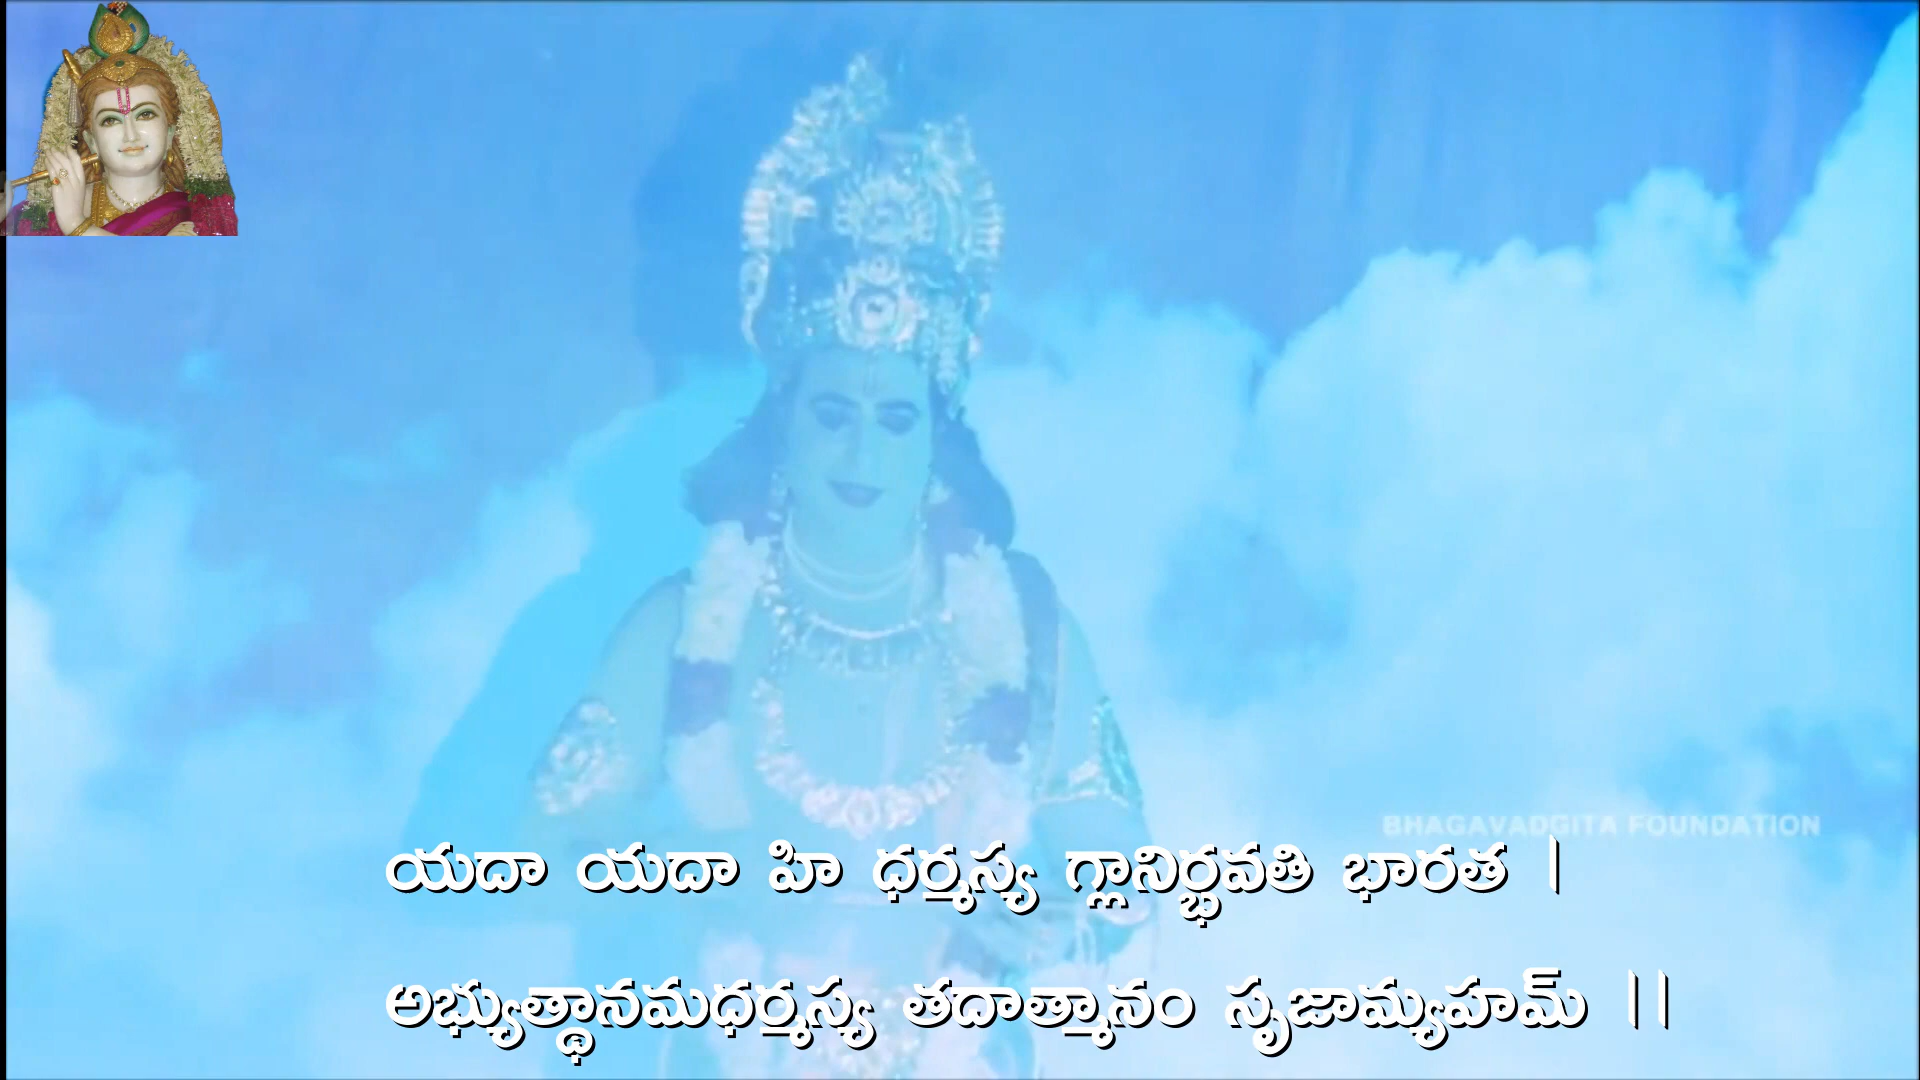 BHAGAVADGITA FOUNDATION
యదా యదా హి ధర్మస్య గ్లానిర్భవతి భారత |
అభ్యుత్థానమధర్మస్య తదాత్మానం సృజామ్యహమ్ ||